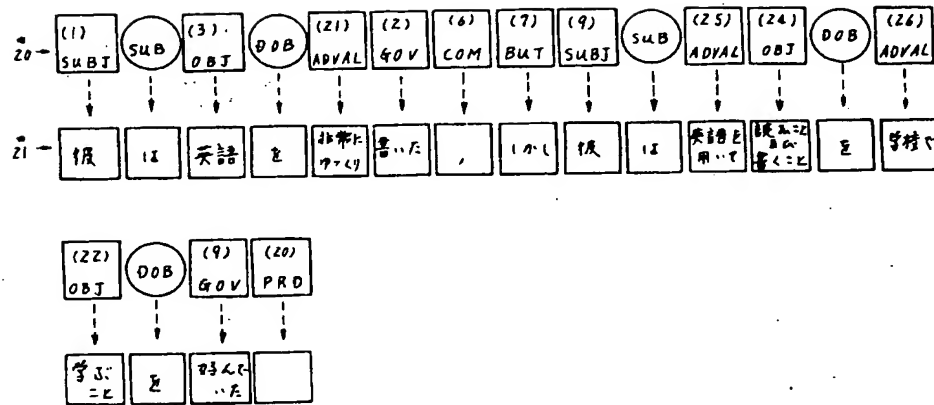 (1) (3) (21) (2) (6) (7) (9) (25) (24) (26)
20 → SUBJ SUB OBJ DOB ADVAL GOV COM BUT SUBJ SUB ADVAL OBJ DOB ADVAL
21 → 彼 は 英語 を 非常に ゆっくり 書いた , しかし 彼 は 英語を 用いて 読むこと 及び 書くこと を 学校で
(22) (9) (20)
OBJ DOB GOV PRD
学ぶ こと を 好んで いた